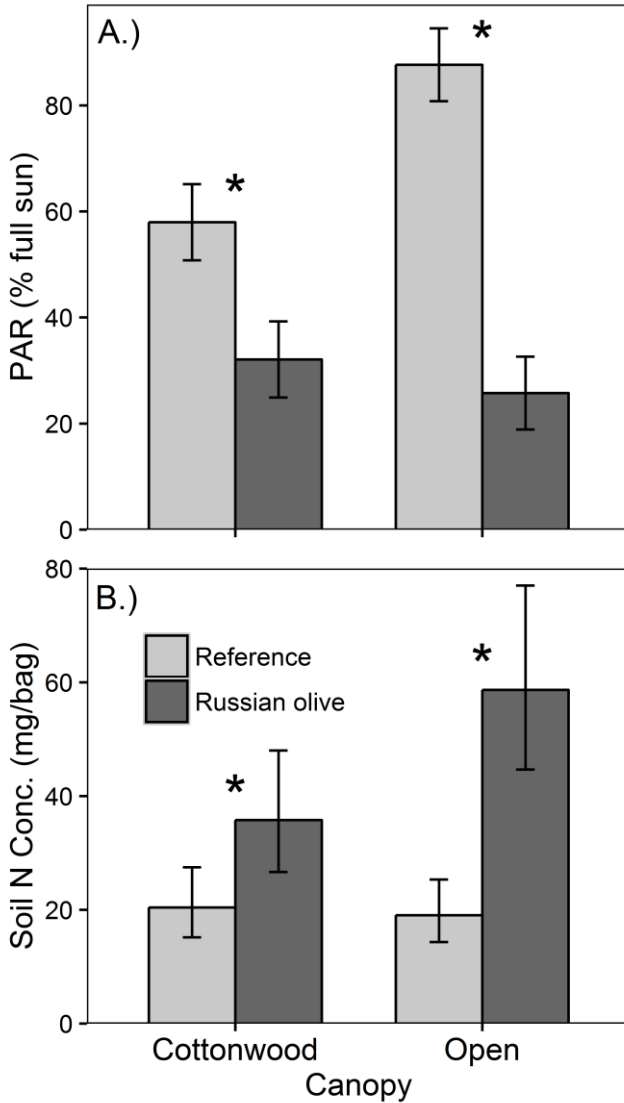 A.)
*
*
80
60
40
20
0
PAR (% full sun)
B.)
80
60
40
20
0
Soil N Conc. (mg/bag)
Reference
Russian olive
*
*
Cottonwood
Open
Canopy